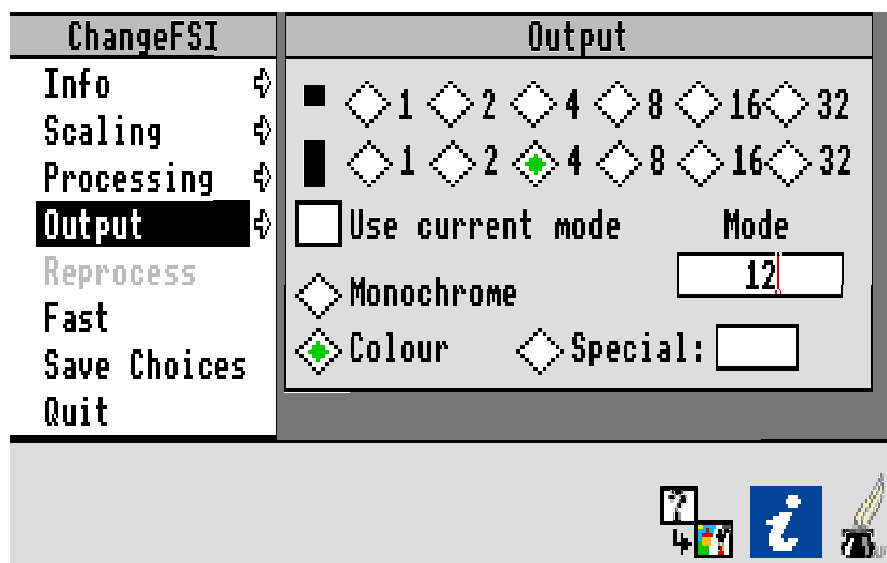 ChangeFSI
Info
Scaling
Processing
Output
Reprocess
Fast
Save Choices
Quit
Output
1 2 4 8 16 32
1 2 4 8 16 32
Use current mode Mode
12
Monochrome
Colour Special:
i